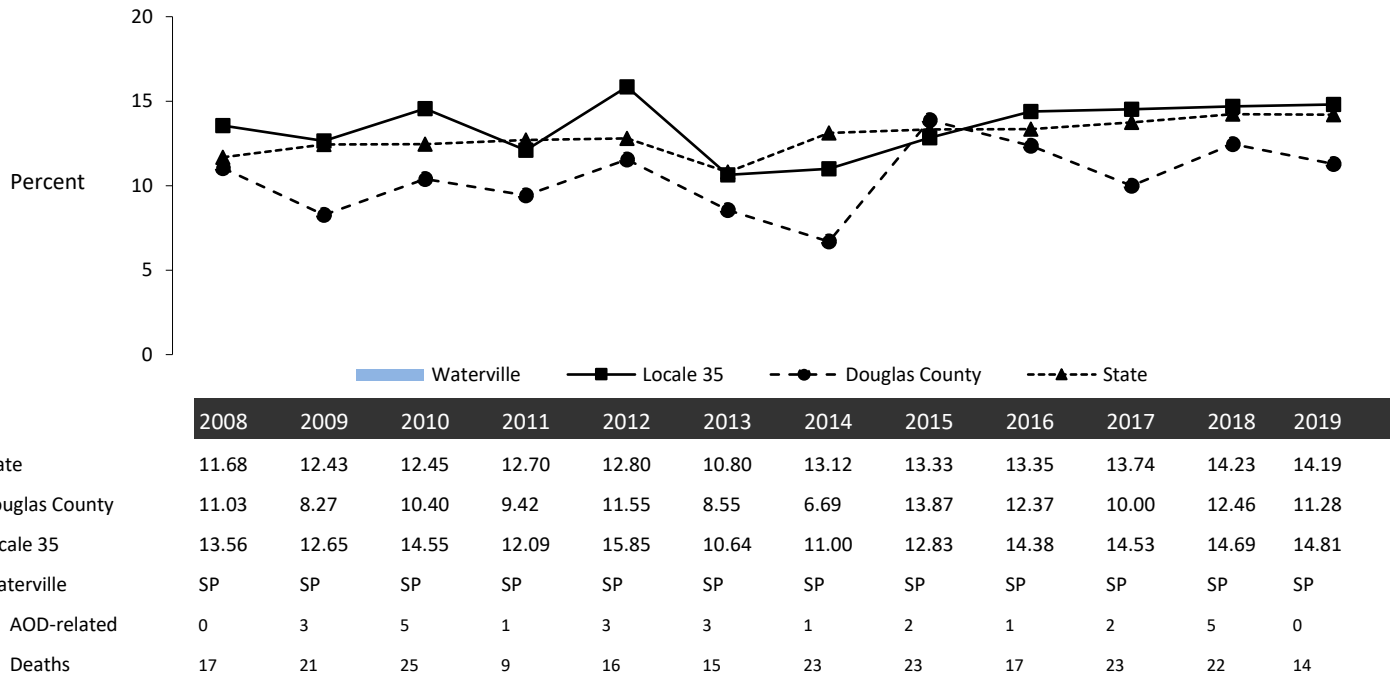 20
15
Percent
10
5
0
Waterville Locale 35 Douglas County State
2008 2009 2010 2011 2012 2013 2014 2015 2016 2017 2018 2019
ate 11.68 12.43 12.45 12.70 12.80 10.80 13.12 13.33 13.35 13.74 14.23 14.19
ouglas County 11.03 8.27 10.40 9.42 11.55 8.55 6.69 13.87 12.37 10.00 12.46 11.28
cale 35 13.56 12.65 14.55 12.09 15.85 10.64 11.00 12.83 14.38 14.53 14.69 14.81
aterville SP SP SP SP SP SP SP SP SP SP SP SP
AOD-related 0 3 5 1 3 3 1 2 1 2 5 0
Deaths 17 21 25 9 16 15 23 23 17 23 22 14